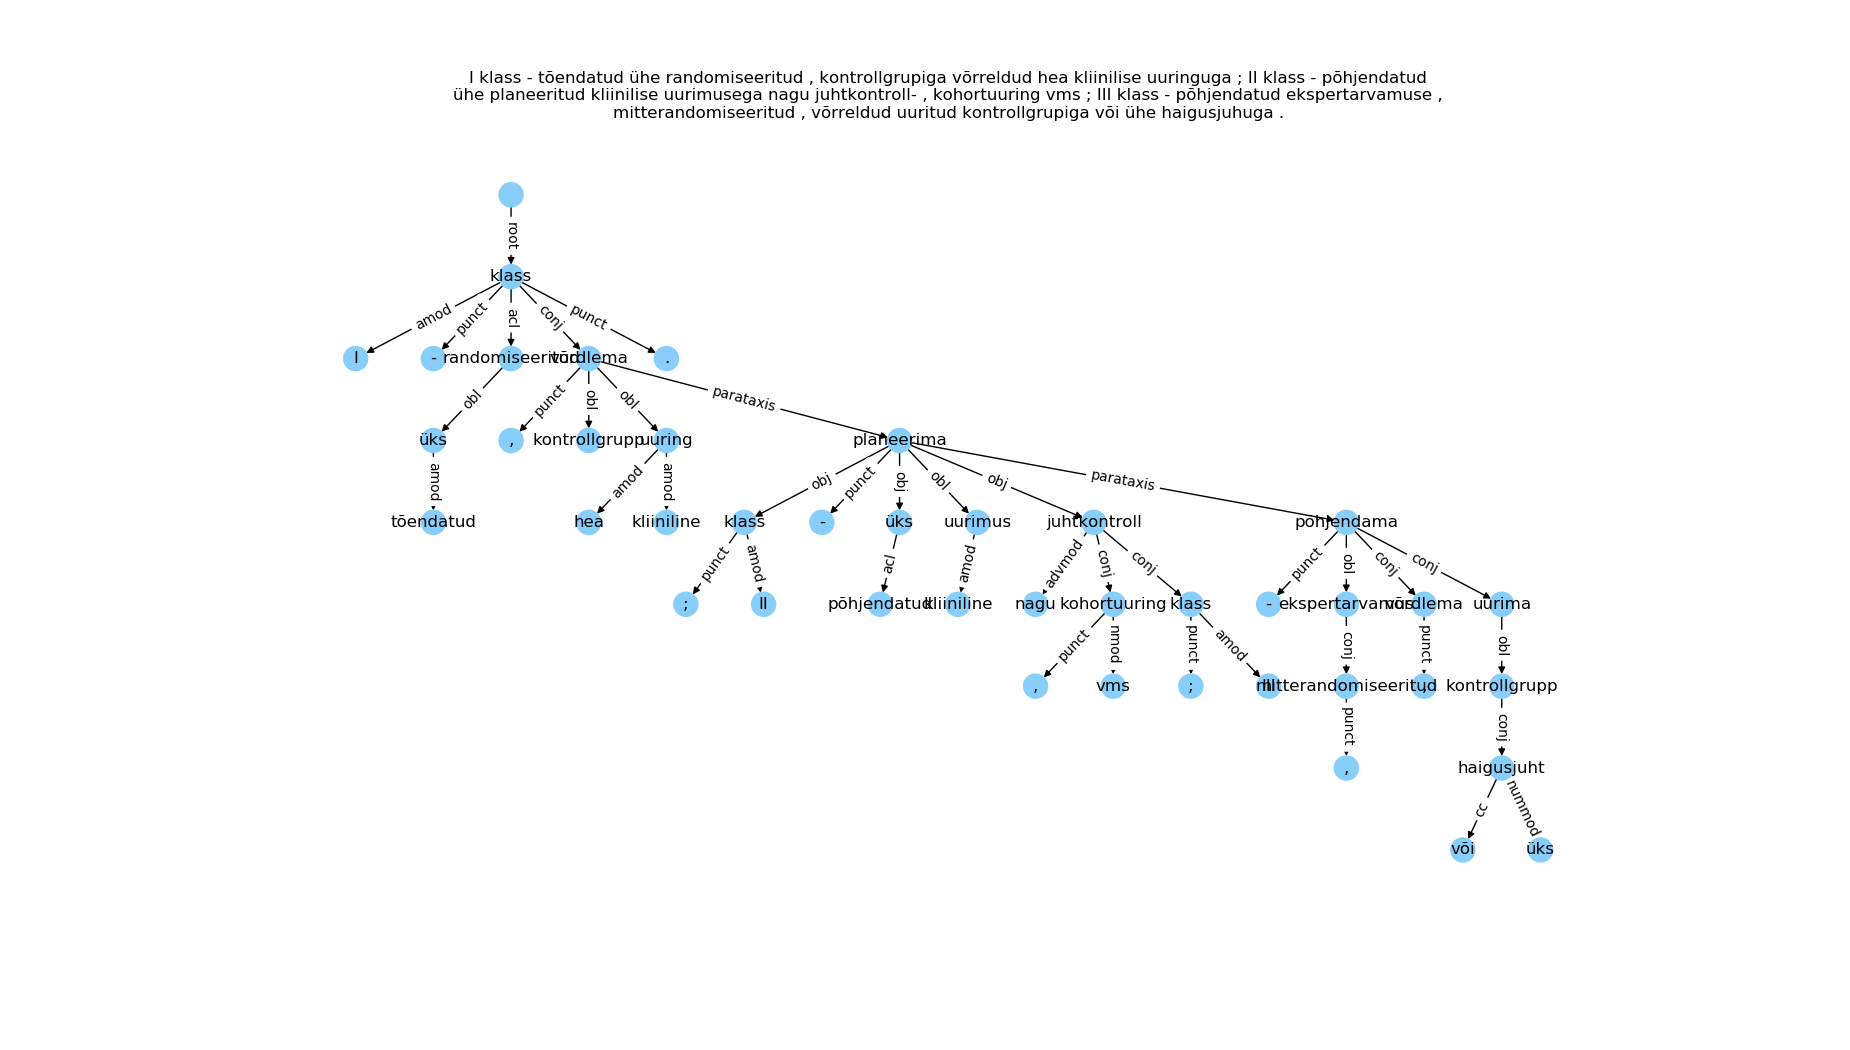 I klass - tõendatud ühe randomiseeritud , kontrollgrupiga võrreldud hea kliinilise uuringuga ; II klass - põhjendatud
ühe planeeritud kliinilise uurimusega nagu juhtkontroll- , kohortuuring vms ; III klass - põhjendatud ekspertarvamuse ,
mitterandomiseeritud , võrreldud uuritud kontrollgrupiga või ühe haigusjuhuga .
root
klass
amod punct acl conj punct
I - randomiseeritud võrdlema .
obl punct obl obl parataxis
üks , kontrollgrupp uuring planeerima
amod amod amod obj punct obj obl obj parataxis
tõendatud hea kliiniline klass - üks uurimus juhtkontroll põhjendama
punct amod acl amod advmod conj conj punct obl conj conj
; II põhjendatud kliiniline nagu kohortuuring klass - ekspertarvamus võrdlema uurima
punct nmod punct amod conj punct obl
, vms ; mitterandomiseeritud , kontrollgrupp
punct conj
, haigusjuht
cc nummod
või üks